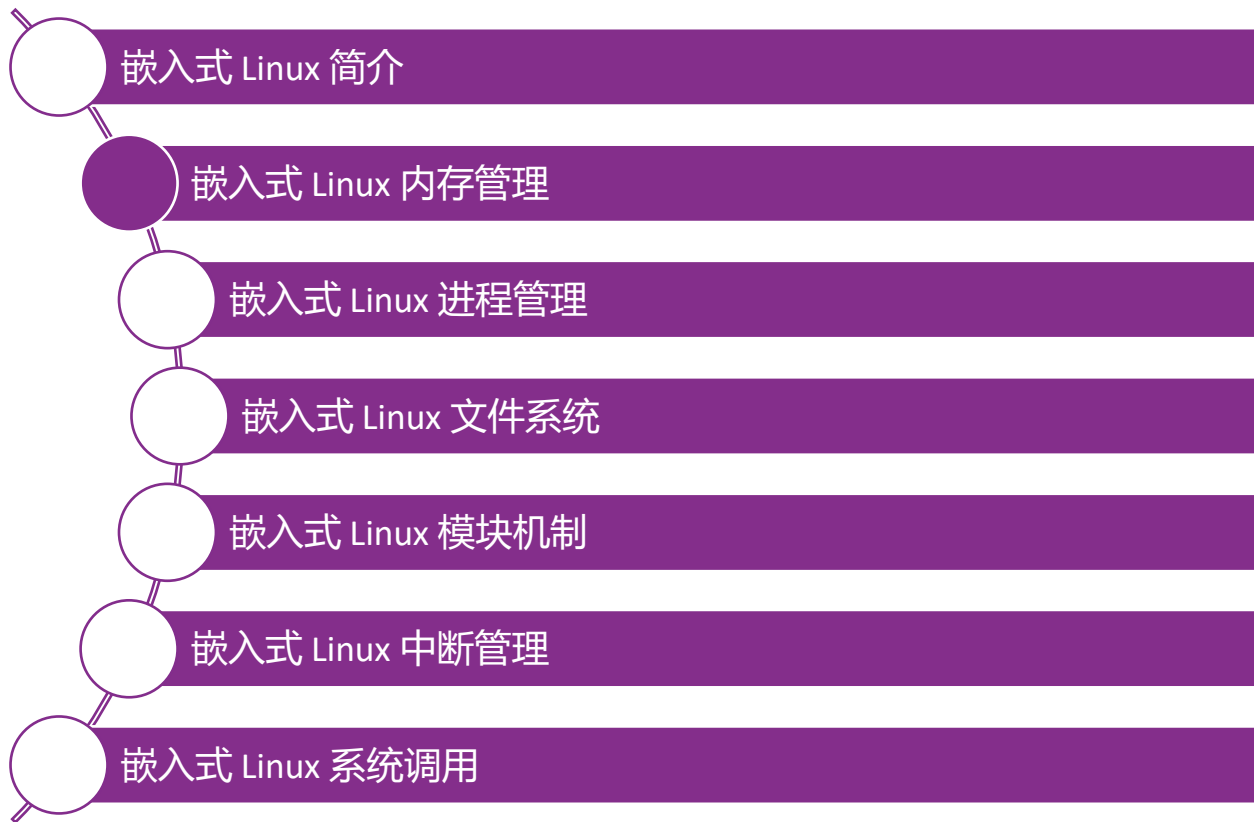 嵌入式 Linux 简介
嵌入式 Linux 内存管理
嵌入式 Linux 进程管理
嵌入式 Linux 文件系统
嵌入式 Linux 模块机制
嵌入式 Linux 中断管理
嵌入式 Linux 系统调用